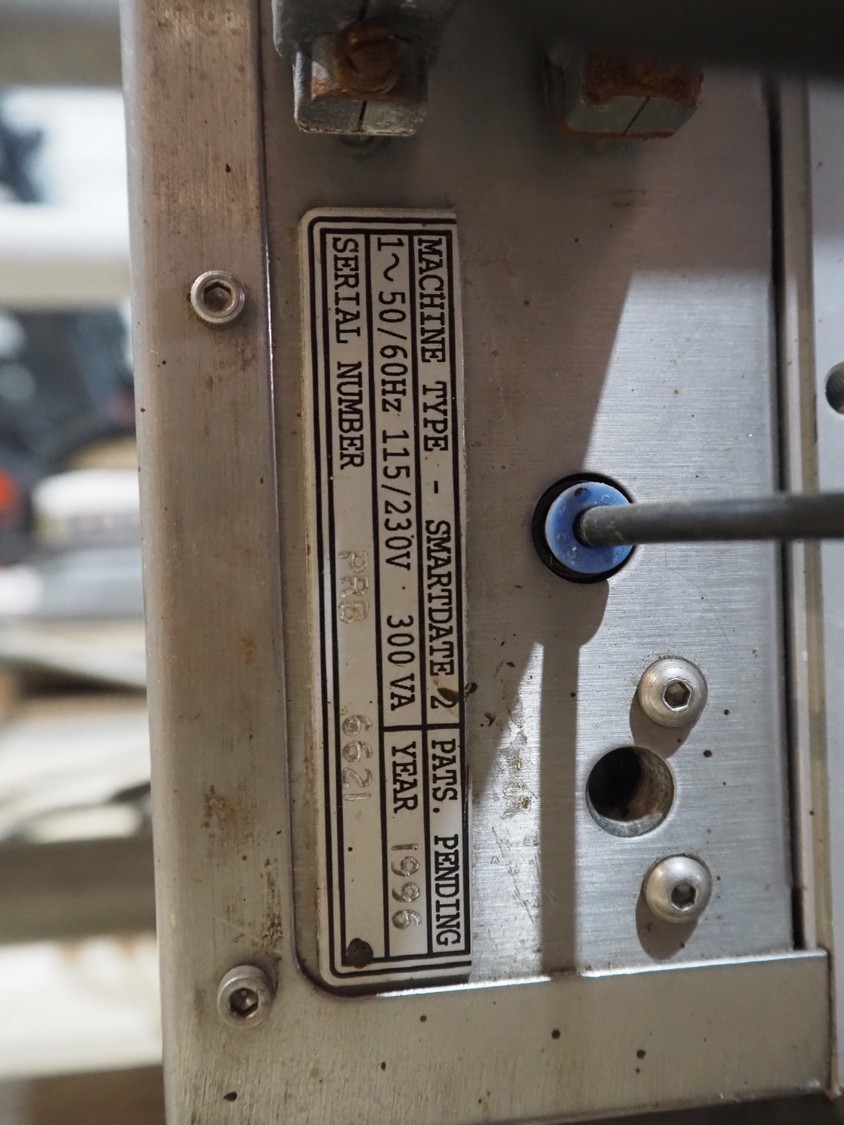 MACHINE TYPE - SMARTDATE 2 PATS. PENDING
1~50/60Hz 115/230V · 300 VA YEAR 1996
SERIAL NUMBER PRB 6621